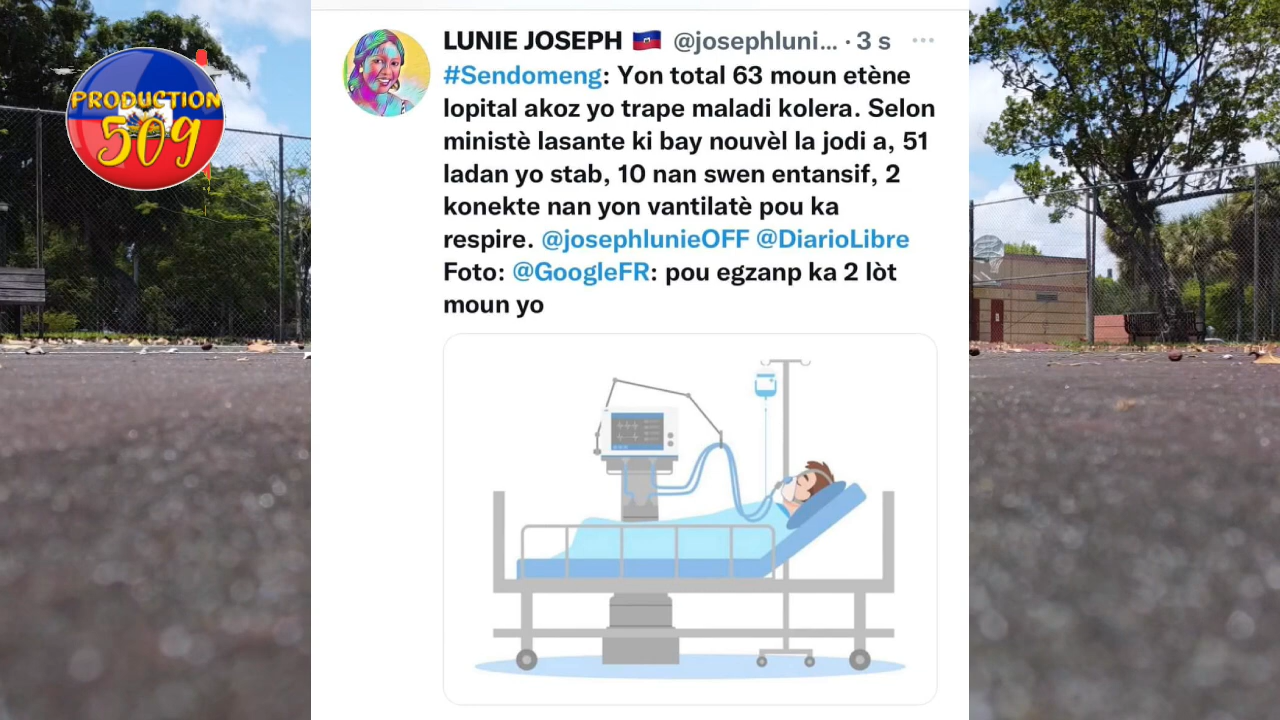 PRODUCTION
509
LUNIE JOSEPH 🇭🇹 @josephluni... · 3 s ···
#Sendomeng: Yon total 63 moun etène
lopital akoz yo trape maladi kolera. Selon
ministè lasante ki bay nouvèl la jodi a, 51
ladan yo stab, 10 nan swen entansif, 2
konekte nan yon vantilatè pou ka
respire. @josephlunieOFF @DiarioLibre
Foto: @GoogleFR: pou egzanp ka 2 lòt
moun yo